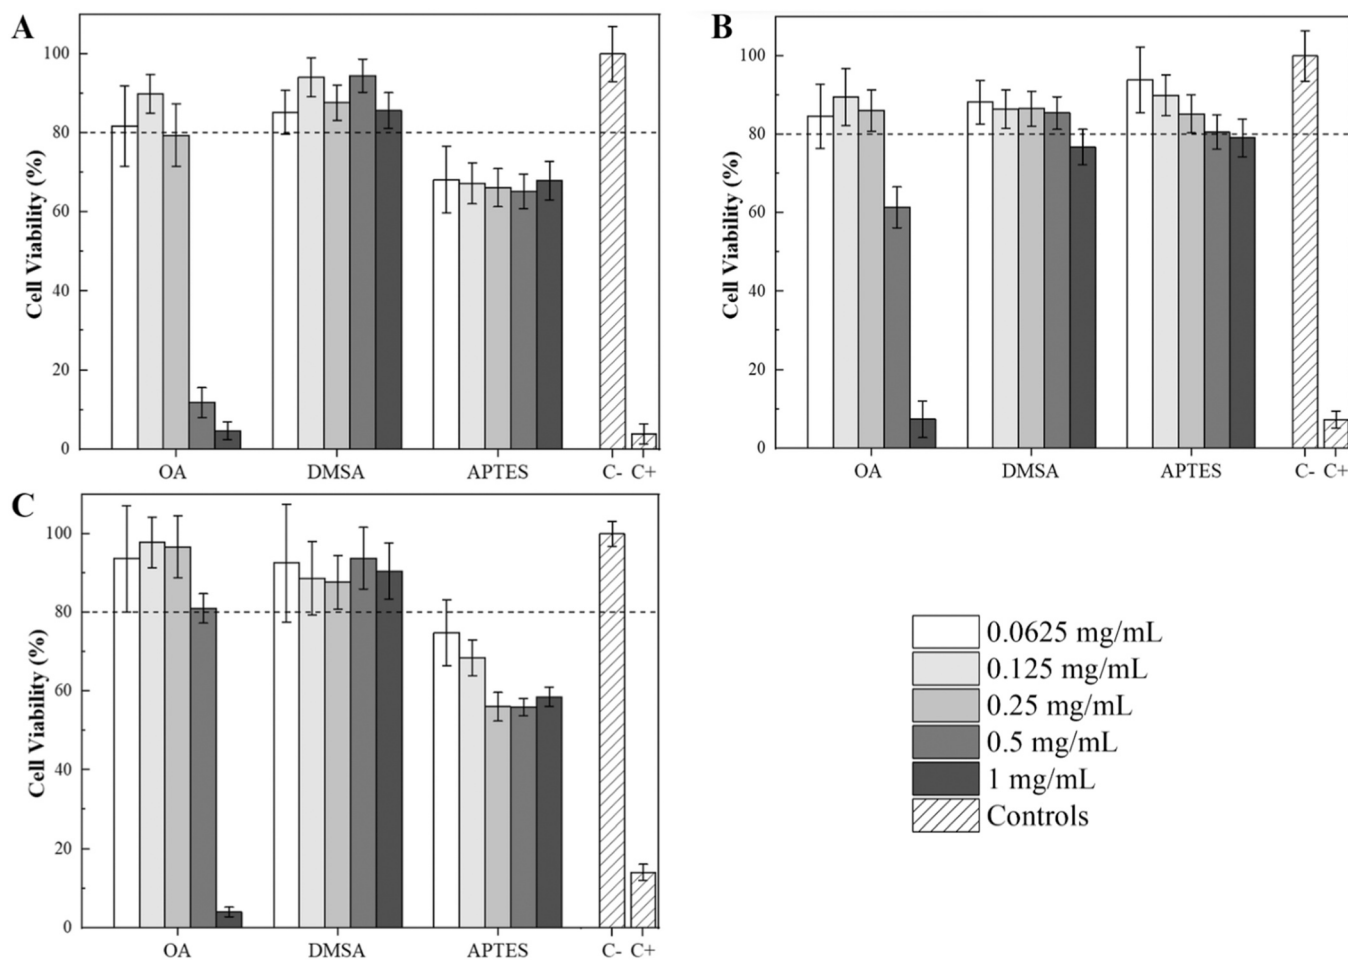 A
Cell Viability (%)
100
80
60
40
20
0
OA DMSA APTES C- C+
B
Cell Viability (%)
100
80
60
40
20
0
OA DMSA APTES C- C+
C
Cell Viability (%)
100
80
60
40
20
0
OA DMSA APTES C- C+
0.0625 mg/mL
0.125 mg/mL
0.25 mg/mL
0.5 mg/mL
1 mg/mL
Controls